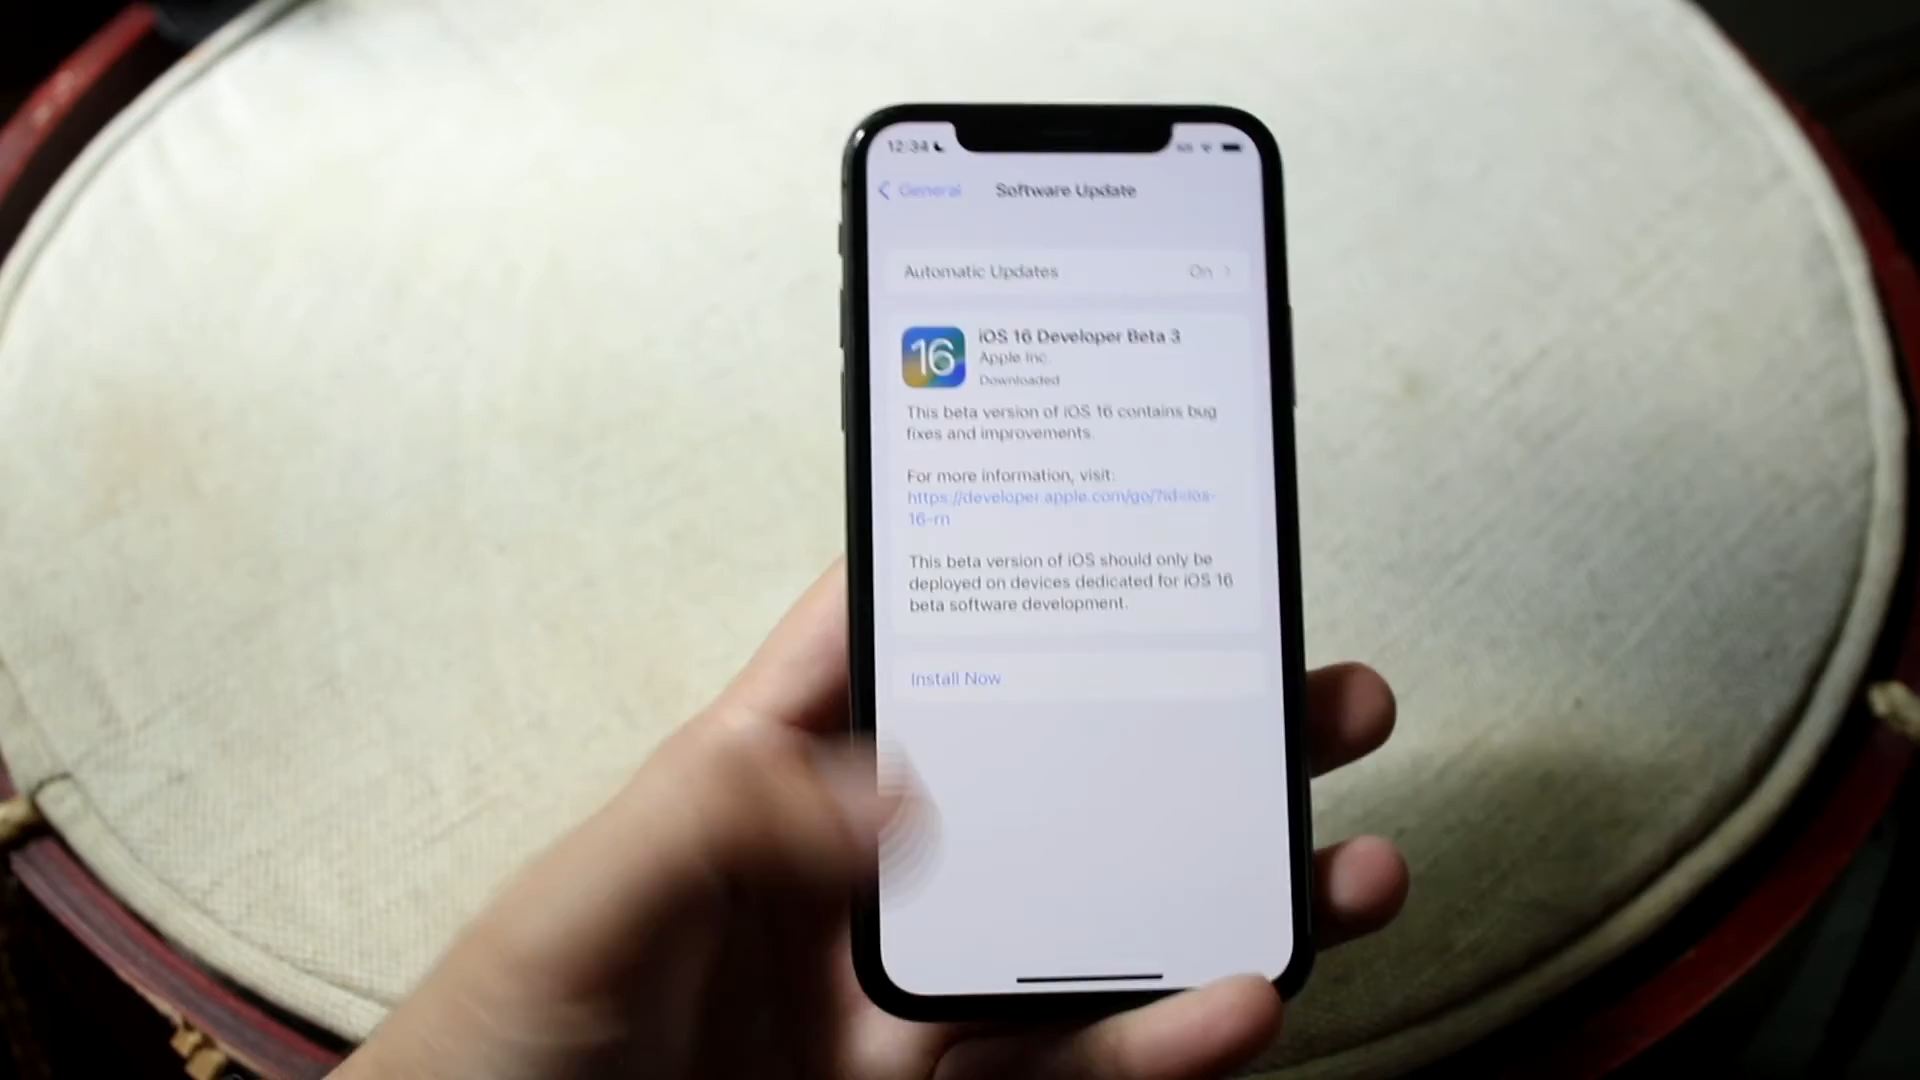 12:34
General Software Update
Automatic Updates On
16
iOS 16 Developer Beta 3
Apple Inc.
Downloaded
This beta version of iOS 16 contains bug
fixes and improvements.
For more information, visit:
https://developer.apple.com/go/?id=ios-
16-rn
This beta version of iOS should only be
deployed on devices dedicated for iOS 16
beta software development.
Install Now